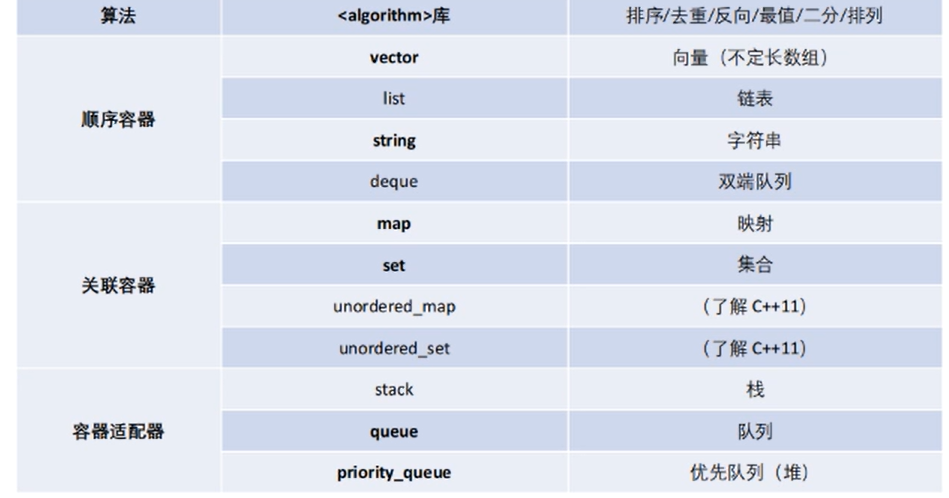 算法 <algorithm>库 排序/去重/反向/最值/二分/排列
顺序容器 vector 向量（不定长数组）
list 链表
string 字符串
deque 双端队列
关联容器 map 映射
set 集合
unordered_map （了解 C++11）
unordered_set （了解 C++11）
容器适配器 stack 栈
queue 队列
priority_queue 优先队列（堆）